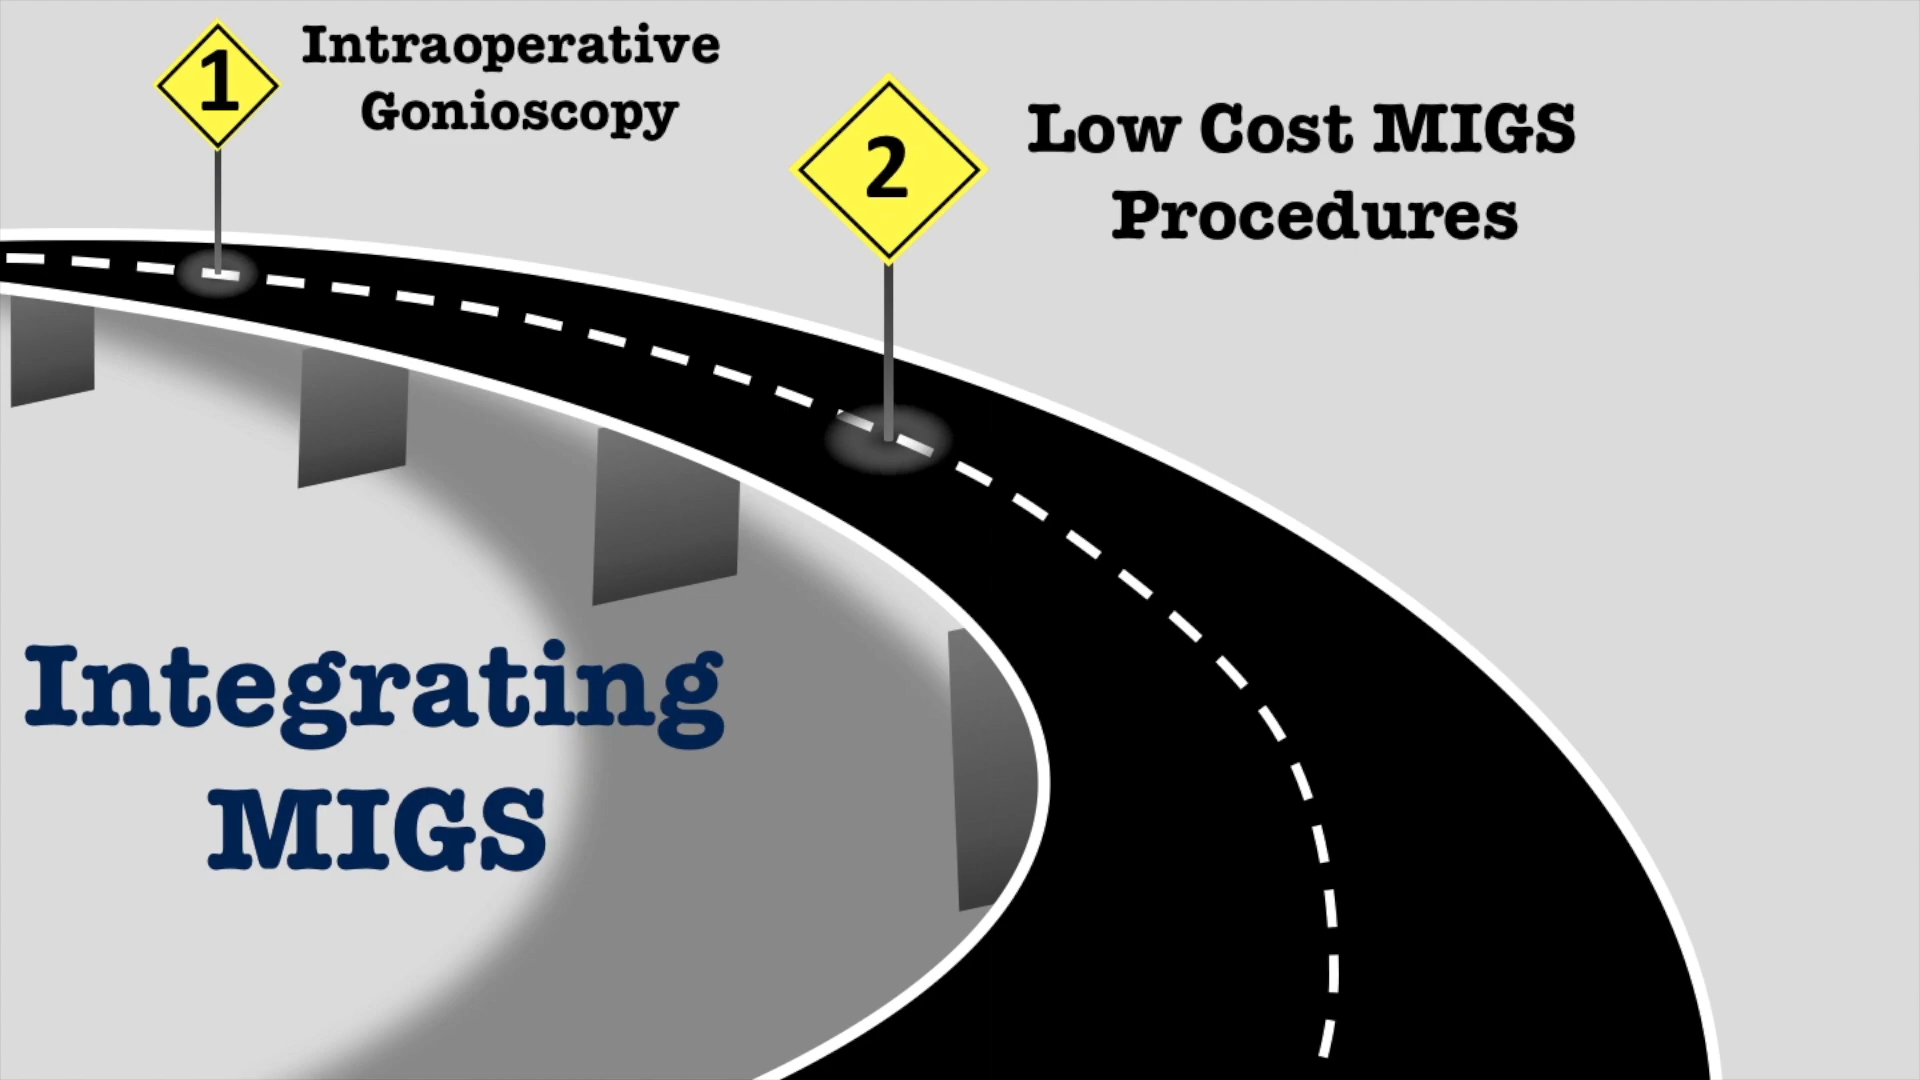 1
Intraoperative
Gonioscopy
2
Low Cost MIGS
Procedures
Integrating
MIGS